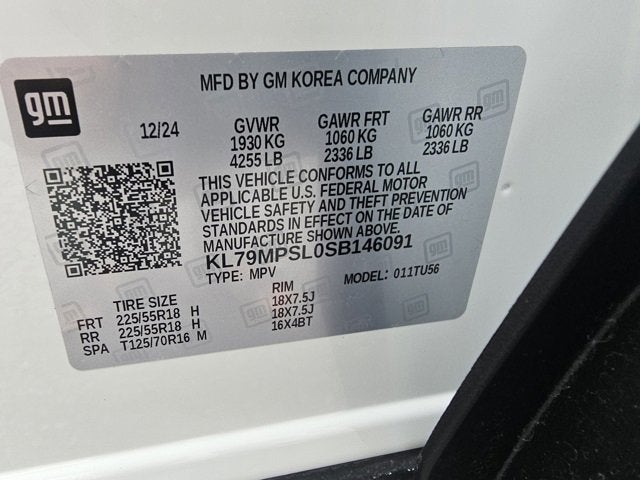 gm
MFD BY GM KOREA COMPANY
12/24 GVWR GAWR FRT GAWR RR
1930 KG 1060 KG 1060 KG
4255 LB 2336 LB 2336 LB
THIS VEHICLE CONFORMS TO ALL
APPLICABLE U.S. FEDERAL MOTOR
VEHICLE SAFETY AND THEFT PREVENTION
STANDARDS IN EFFECT ON THE DATE OF
MANUFACTURE SHOWN ABOVE.
KL79MPSL0SB146091
TYPE: MPV MODEL: 011TU56
TIRE SIZE RIM
FRT 225/55R18 H 18X7.5J
RR 225/55R18 H 18X7.5J
SPA T125/70R16 M 16X4BT